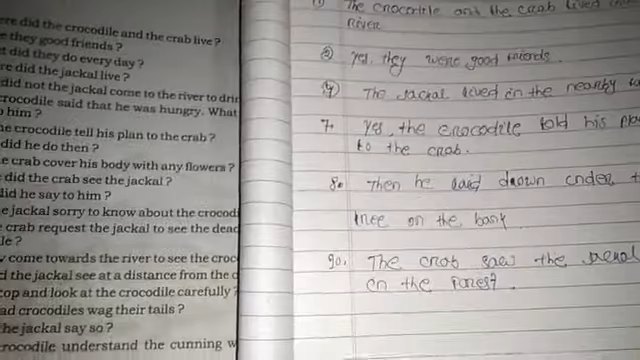 ere did the crocodile and the crab live ?
e they good friends ?
t did they do every day ?
re did the jackal live ?
did not the jackal come to the river to drin
crocodile said that he was hungry. What
o him ?
he crocodile tell his plan to the crab ?
did he do then ?
e crab cover his body with any flowers ?
did the crab see the jackal ?
did he say to him ?
e jackal sorry to know about the crocodi
e crab request the jackal to see the dead
le ?
y come towards the river to see the croc
d the jackal see at a distance from the c
top and look at the crocodile carefully ?
ad crocodiles wag their tails ?
he jackal say so ?
rocodile understand the cunning w
The crocodile and the crab lived
river
② Yes, they were good friends.
④ The Jackal lived in the nearby
7. Yes, the crocodile told his
to the crab.
8. Then he down under t
tree on the bank
The crab saw the
in the forest.